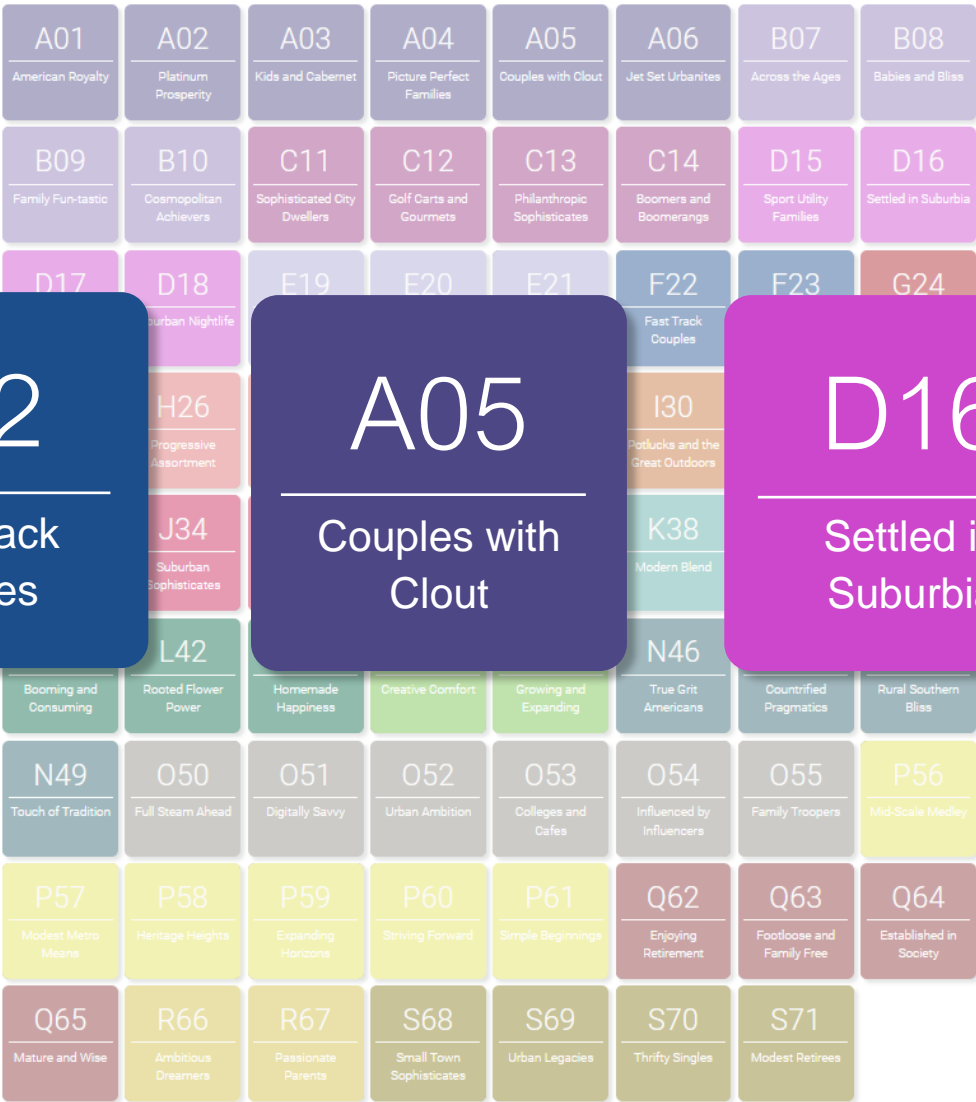 A01
American Royalty
A02
Platinum
Prosperity
A03
Kids and Cabernet
A04
Picture Perfect
Families
A05
Couples with Clout
A06
Jet Set Urbanites
B07
Across the Ages
B08
Babies and Bliss
B09
Family Fun-tastic
B10
Cosmopolitan
Achievers
C11
Sophisticated City
Dwellers
C12
Golf Carts and
Gourmets
C13
Philanthropic
Sophisticates
C14
Boomers and
Boomerangs
D15
Sport Utility
Families
D16
Settled in Suburbia
D17
D18
urban Nightlife
E19
E20
E21
F22
Fast Track
Couples
F23
G24
2
ack
es
H26
Progressive
Assortment
A05
Couples with
Clout
I30
Potlucks and the
Great Outdoors
D16
Settled i
Suburbia
J34
Suburban
Sophisticates
K38
Modern Blend
Booming and
Consuming
L42
Rooted Flower
Power
Homemade
Happiness
Creative Comfort
Growing and
Expanding
N46
True Grit
Americans
Countrified
Pragmatics
Rural Southern
Bliss
N49
Touch of Tradition
O50
Full Steam Ahead
O51
Digitally Savvy
O52
Urban Ambition
O53
Colleges and
Cafes
O54
Influenced by
Influencers
O55
Family Troopers
P56
Mid-Scale Medley
P57
Modest Metro
Means
P58
Heritage Heights
P59
Expanding
Horizons
P60
Striving Forward
P61
Simple Beginnings
Q62
Enjoying
Retirement
Q63
Footloose and
Family Free
Q64
Established in
Society
Q65
Mature and Wise
R66
Ambitious
Dreamers
R67
Passionate
Parents
S68
Small Town
Sophisticates
S69
Urban Legacies
S70
Thrifty Singles
S71
Modest Retirees